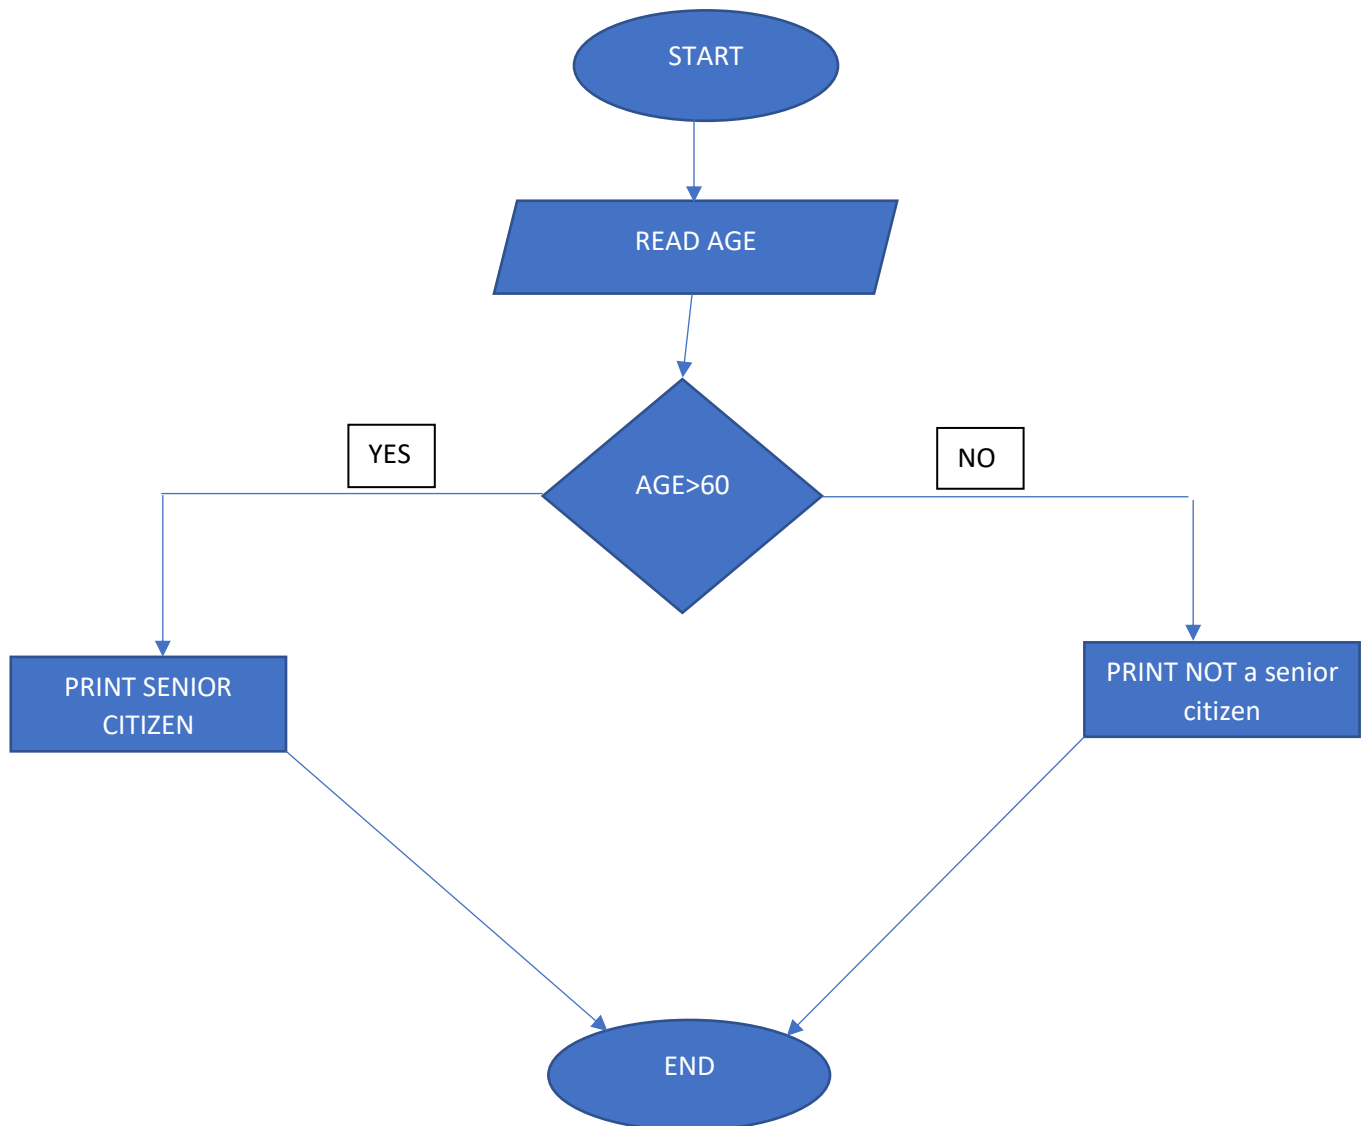 START
READ AGE
YES
AGE>60
NO
PRINT SENIOR
CITIZEN
PRINT NOT a senior
citizen
END